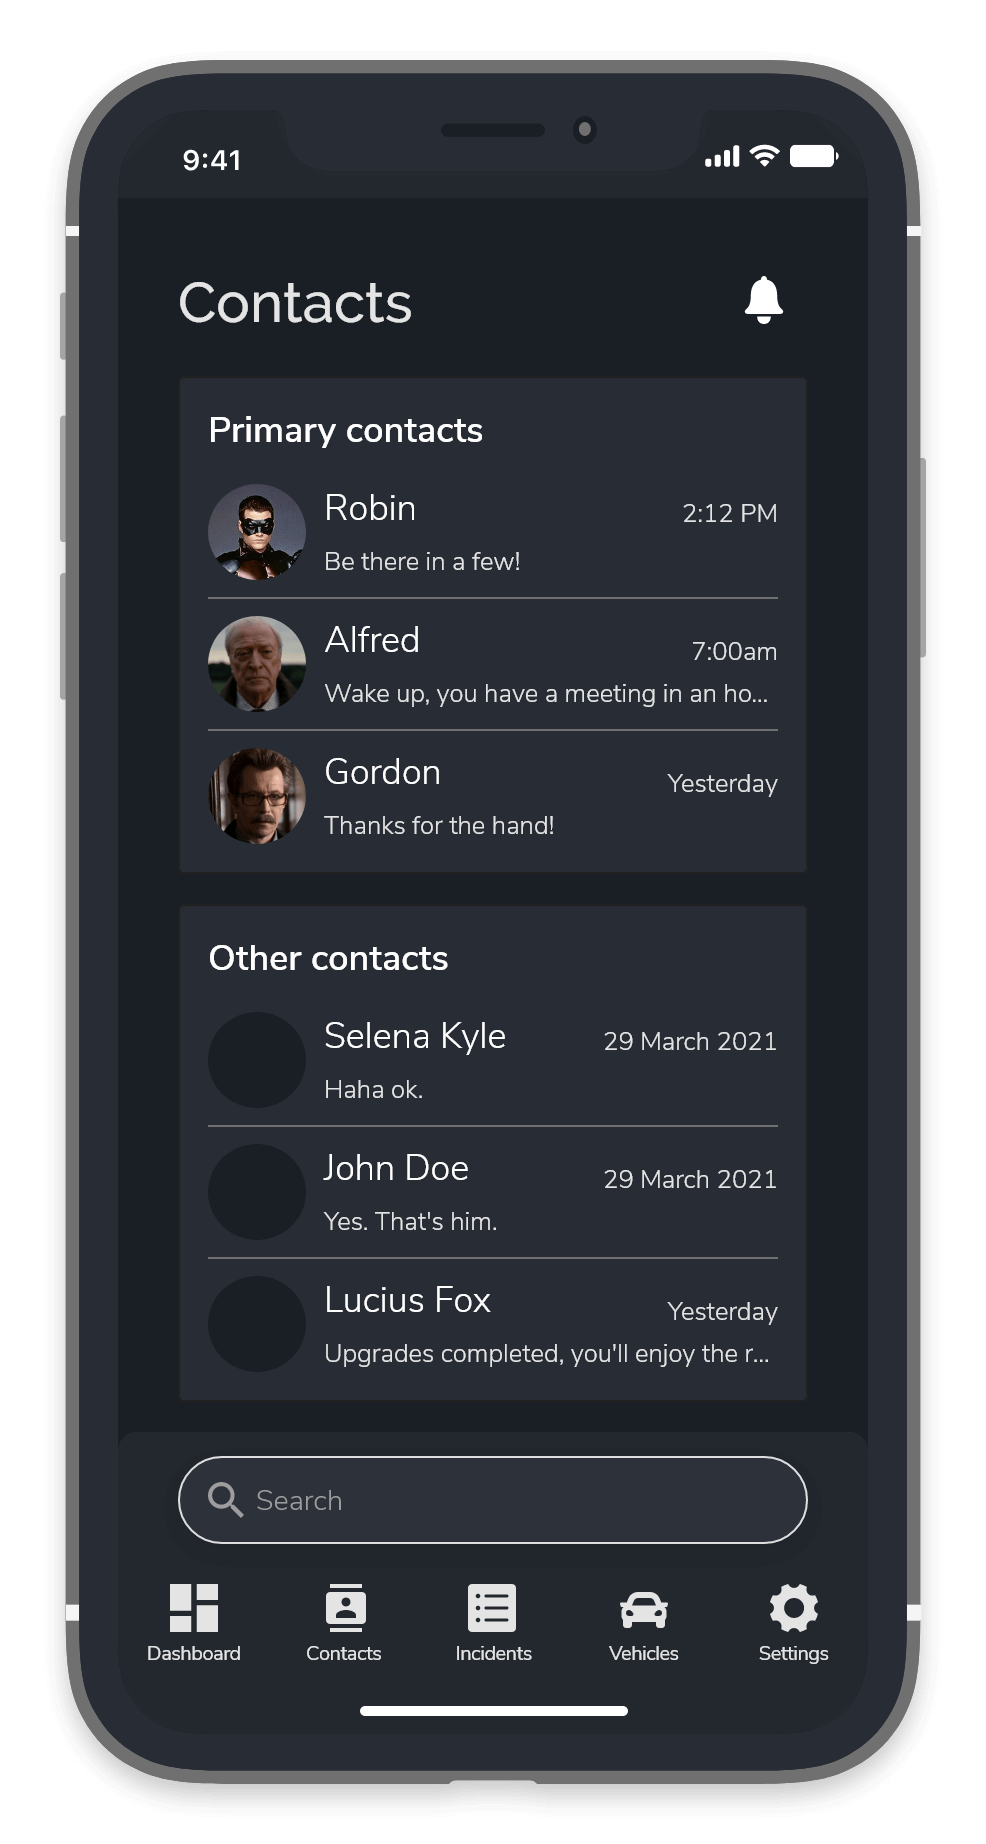 9:41
Contacts
Primary contacts
Robin
2:12 PM
Be there in a few!
Alfred
7:00am
Wake up, you have a meeting in an ho...
Gordon
Yesterday
Thanks for the hand!
Other contacts
Selena Kyle
29 March 2021
Haha ok.
John Doe
29 March 2021
Yes. That's him.
Lucius Fox
Yesterday
Upgrades completed, you'll enjoy the r...
Search
Dashboard
Contacts
Incidents
Vehicles
Settings